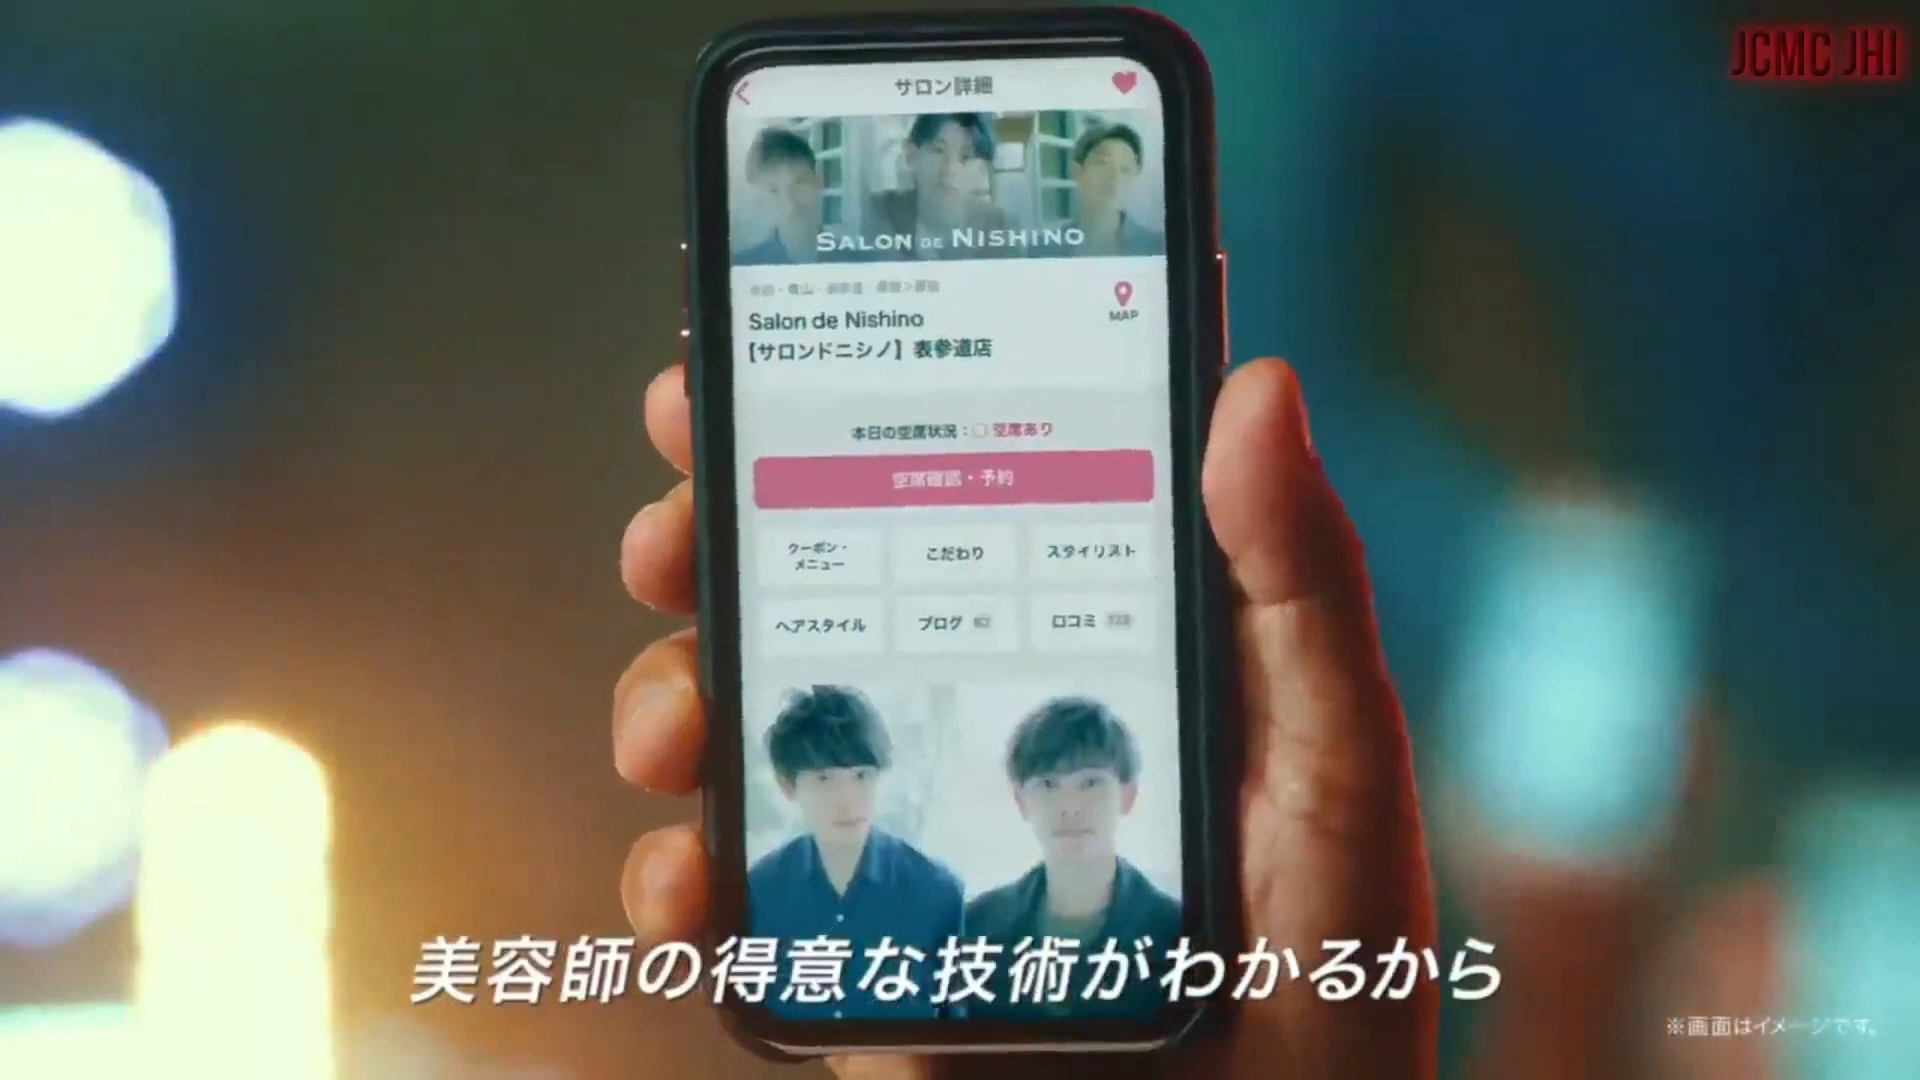 JCMC JHI
サロン詳細
SALON DE NISHINO
Salon de Nishino
MAP
【サロンドニシノ】表参道店
本日の空席状況：〇 空席あり
空席確認・予約
クーポン・
メニュー
こだわり
スタイリスト
ヘアスタイル
ブログ
口コミ
美容師の得意な技術がわかるから
※画面はイメージです。